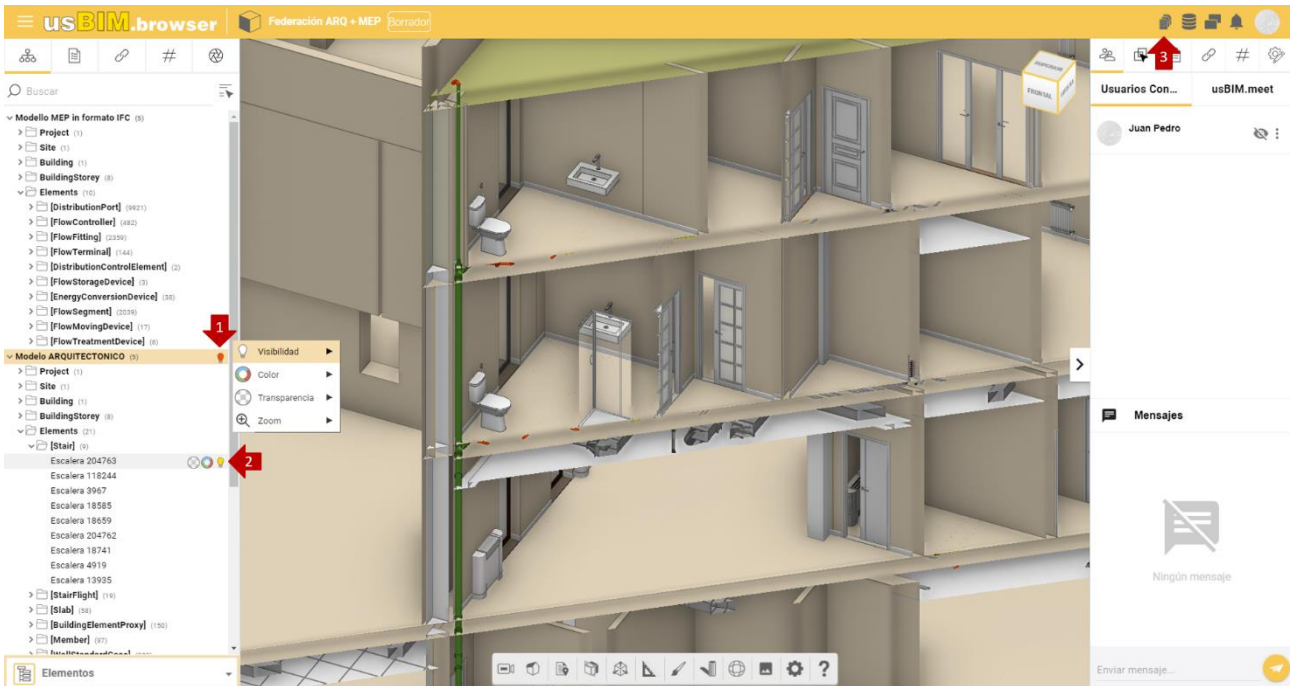 usBIM.browser
Federación ARQ + MEP Borrador
3
Buscar
Modello MEP in formato IFC (5)
Project (1)
Site (1)
Building (1)
BuildingStorey (8)
Elements (10)
[DistributionPort] (9921)
[FlowController] (482)
[FlowFitting] (2359)
[FlowTerminal] (144)
[DistributionControlElement] (2)
[FlowStorageDevice] (3)
[EnergyConversionDevice] (38)
[FlowSegment] (2039)
[FlowMovingDevice] (17)
[FlowTreatmentDevice] (6)
1
Modelo ARQUITECTONICO (5)
Project (1)
Site (1)
Building (1)
BuildingStorey (8)
Elements (21)
[Stair] (9)
Escalera 204763
2
Escalera 118244
Escalera 3967
Escalera 18585
Escalera 18659
Escalera 204762
Escalera 18741
Escalera 4919
Escalera 13935
[StairFlight] (19)
[Slab] (58)
[BuildingElementProxy] (150)
[Member] (97)
Elementos
Visibilidad
Color
Transparencia
Zoom
SUPERIOR
FRONTAL
Usuarios Con... usBIM.meet
Juan Pedro
Mensajes
Ningún mensaje
Enviar mensaje...